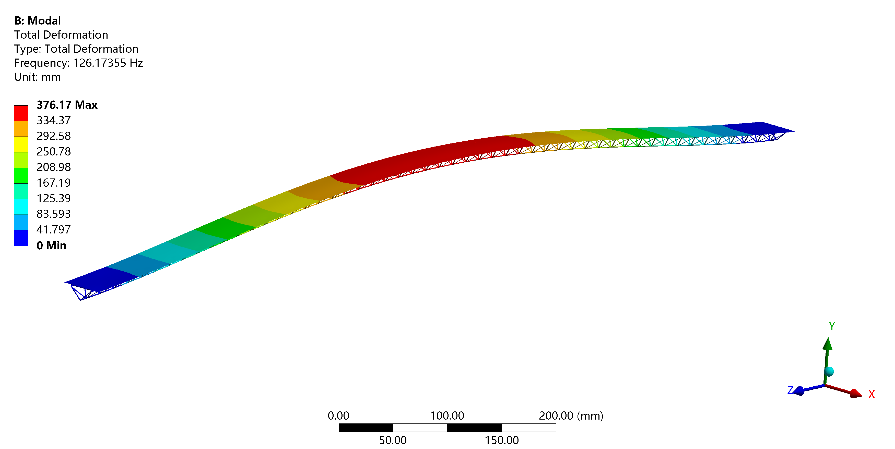 B: Modal
Total Deformation
Type: Total Deformation
Frequency: 126.17355 Hz
Unit: mm
376.17 Max
334.37
292.58
250.78
208.98
167.19
125.39
83.593
41.797
0 Min
Y
Z
X
0.00 100.00 200.00 (mm)
50.00 150.00